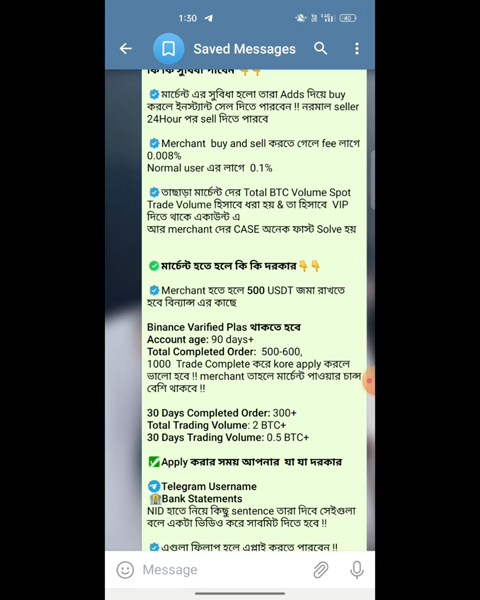 1:30
40
Saved Messages
কি কি সুবিধা পাবেন 👇👇
মার্চেন্ট এর সুবিধা হলো তারা Adds দিয়ে buy
করলে ইনস্ট্যান্ট সেল দিতে পারবেন !! নরমাল seller
24Hour পর sell দিতে পারবে
Merchant buy and sell করতে গেলে fee লাগে
0.008%
Normal user এর লাগে 0.1%
তাছাড়া মার্চেন্ট দের Total BTC Volume Spot
Trade Volume হিসাবে ধরা হয় & তা হিসাবে VIP
দিতে থাকে একাউন্ট এ
আর merchant দের CASE অনেক ফাস্ট Solve হয়
মার্চেন্ট হতে হলে কি কি দরকার👇👇
Merchant হতে হলে 500 USDT জমা রাখতে
হবে বিন্যান্স এর কাছে
Binance Varified Plas থাকতে হবে
Account age: 90 days+
Total Completed Order: 500-600,
1000 Trade Complete করে kore apply করলে
ভালো হবে !! merchant তাহলে মার্চেন্ট পাওয়ার চান্স
বেশি থাকবে !!
30 Days Completed Order: 300+
Total Trading Volume: 2 BTC+
30 Days Trading Volume: 0.5 BTC+
Apply করার সময় আপনার যা যা দরকার
Telegram Username
Bank Statements
NID হাতে নিয়ে কিছু sentence তারা দিবে সেইগুলা
বলে একটা ভিডিও করে সাবমিট দিতে হবে !!
এগুলা ফিলাপ হলে এপ্লাই করতে পারবেন !!
Message